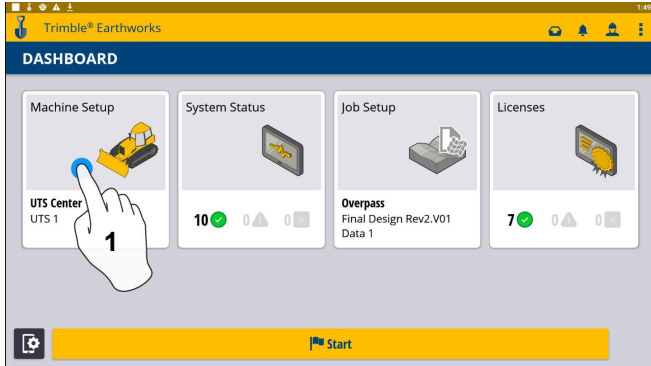 1:49
Trimble® Earthworks
DASHBOARD
Machine Setup
UTS Center
UTS 1
1
System Status
10 0 0
Job Setup
Overpass
Final Design Rev2.V01
Data 1
Licenses
7 0 0
Start